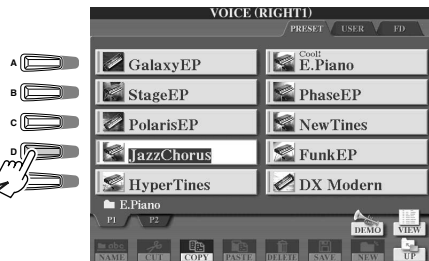 VOICE (RIGHT1)
PRESET USER FD
A GalaxyEP Cool! E.Piano
B StageEP PhaseEP
C PolarisEP NewTines
D JazzChorus FunkEP
HyperTines DX Modern
E.Piano
P1 P2
DEMO VIEW
NAME CUT COPY PASTE DELETE SAVE NEW UP